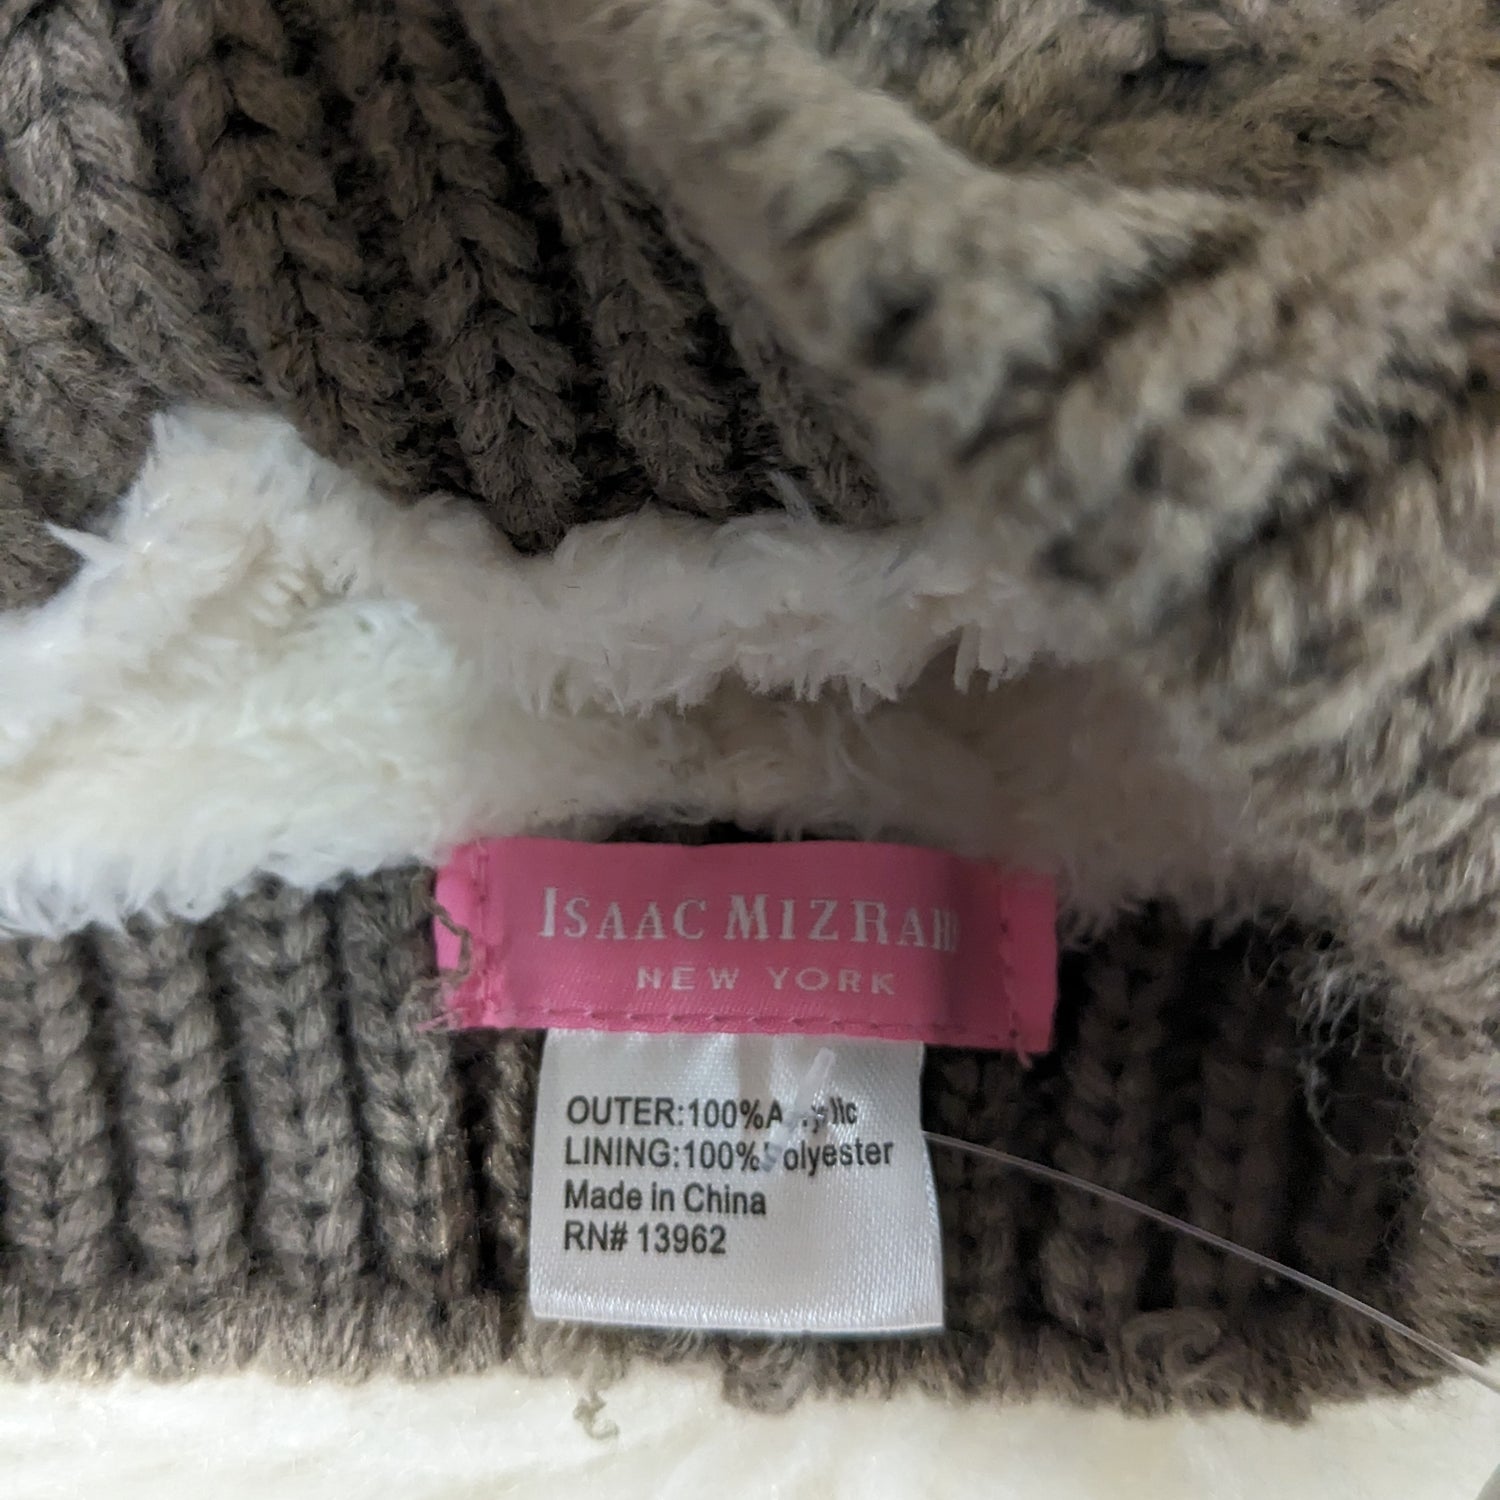 ISAAC MIZRAHI
NEW YORK
OUTER:100%Acrylic
LINING:100%Polyester
Made in China
RN# 13962